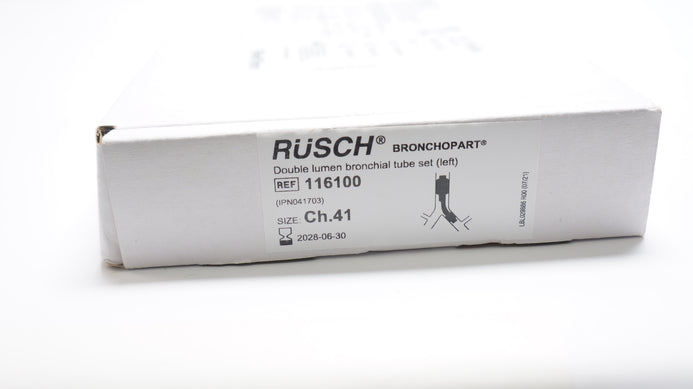 RÜSCH® BRONCHOPART®
Double lumen bronchial tube set (left)
REF 116100
(IPN041703)
SIZE: Ch.41
2028-06-30